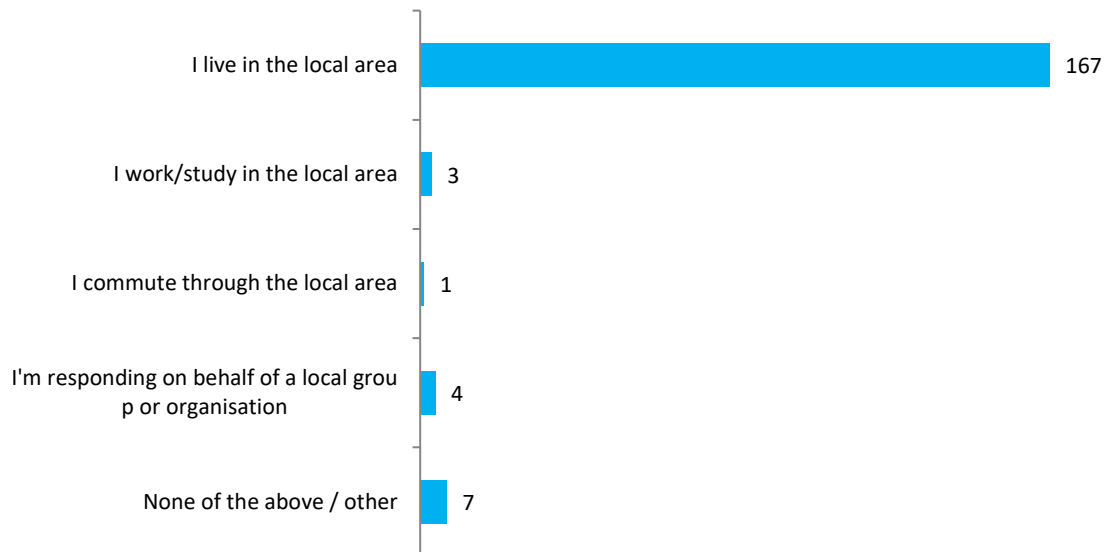 I live in the local area
167
I work/study in the local area
3
I commute through the local area
1
I'm responding on behalf of a local grou
p or organisation
4
None of the above / other
7